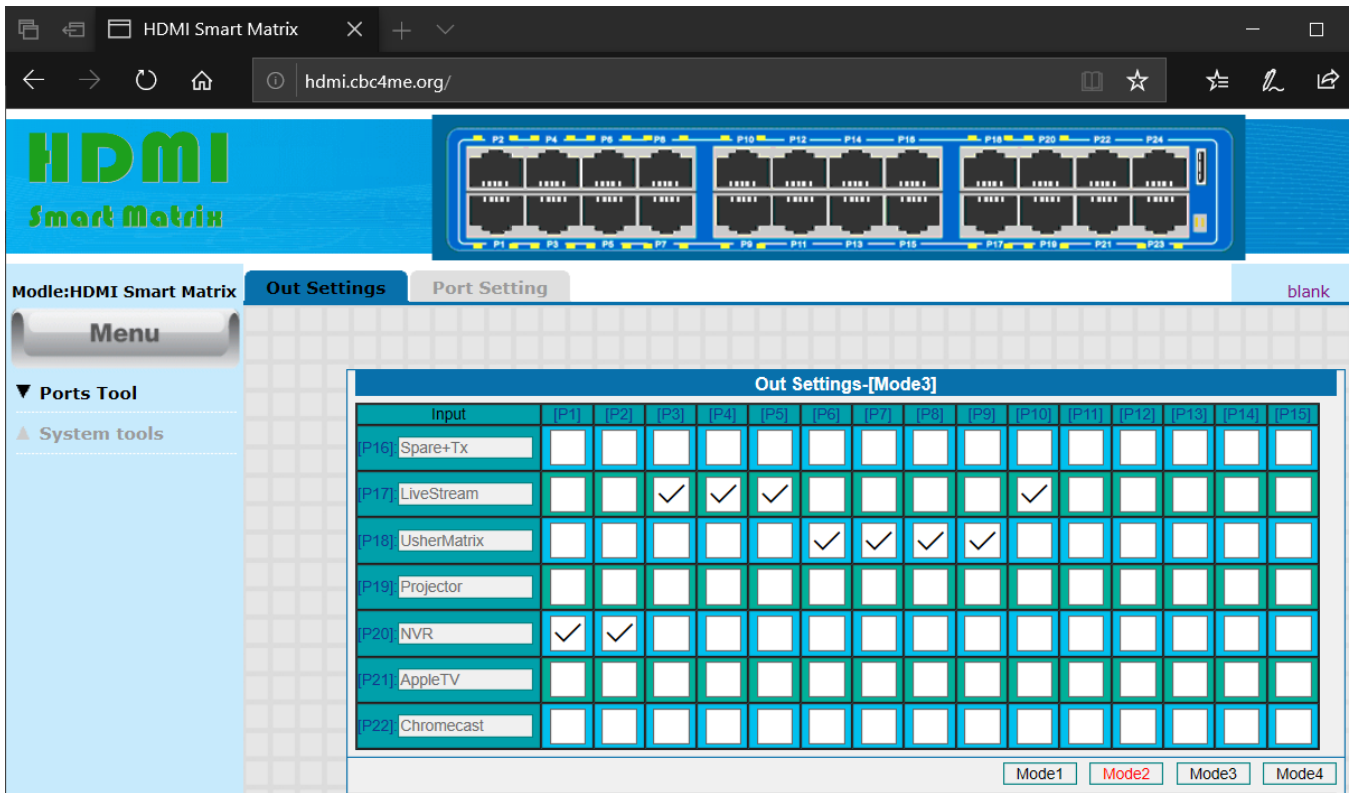 HDMI Smart Matrix
hdmi.cbc4me.org/
HDMI
Smart Matrix
P2 P4 P6 P8 P10 P12 P14 P16 P18 P20 P22 P24
P1 P3 P5 P7 P9 P11 P13 P15 P17 P19 P21 P23
Modle:HDMI Smart Matrix
Out Settings Port Setting blank
Menu
▼ Ports Tool
▲ System tools
Out Settings-[Mode3]
Input [P1] [P2] [P3] [P4] [P5] [P6] [P7] [P8] [P9] [P10] [P11] [P12] [P13] [P14] [P15]
[P16]: Spare+Tx
[P17]: LiveStream
[P18]: UsherMatrix
[P19]: Projector
[P20]: NVR
[P21]: AppleTV
[P22]: Chromecast
Mode1 Mode2 Mode3 Mode4